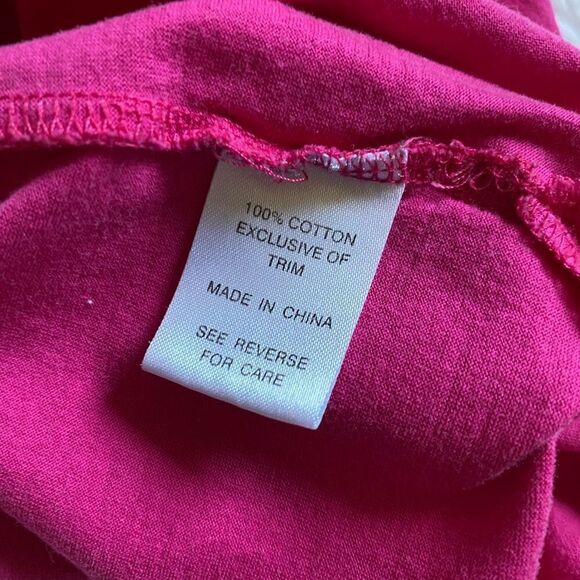 100% COTTON
EXCLUSIVE OF
TRIM
MADE IN CHINA
SEE REVERSE
FOR CARE